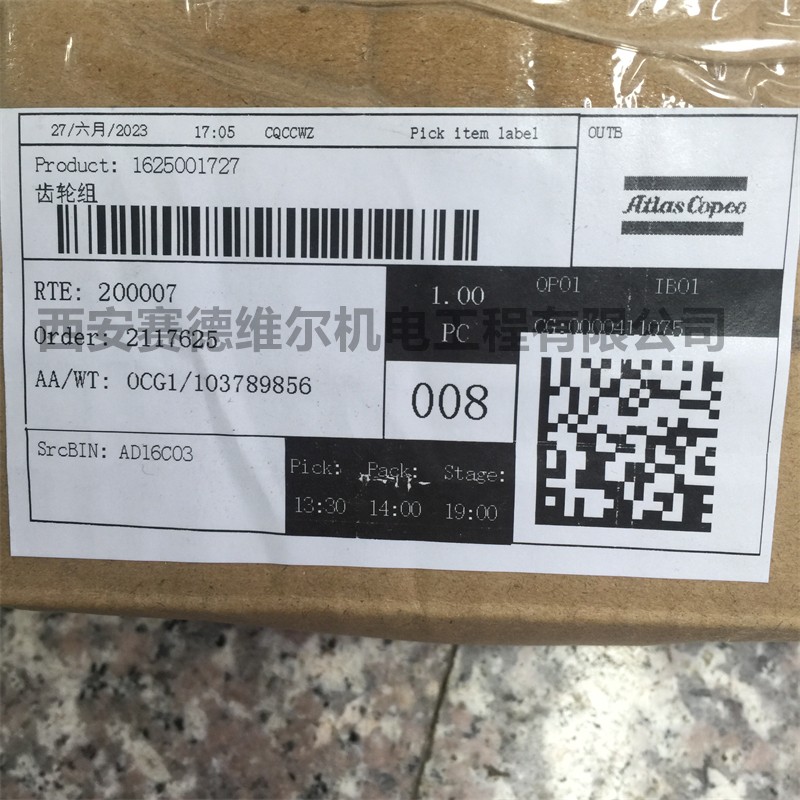 27/六月/2023 17:05 CQCCWZ Pick item label OUTB
Product: 1625001727
齿轮组
Atlas Copco
RTE: 200007
1.00
OP01 IB01
西安赛德维尔机电工程有限公司
Order: 2117625
PC
CG:0000411075
AA/WT: OCG1/103789856
008
SrcBIN: AD16C03
Pick: Pack: Stage:
13:30 14:00 19:00